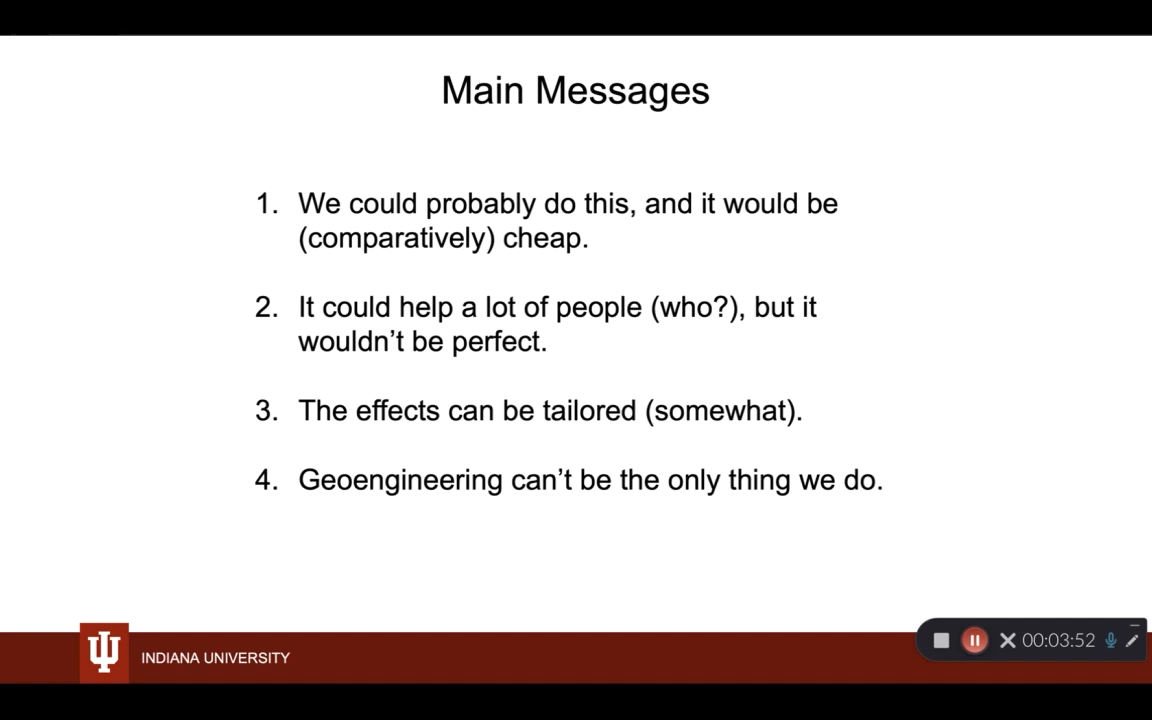 Main Messages
1. We could probably do this, and it would be
(comparatively) cheap.
2. It could help a lot of people (who?), but it
wouldn’t be perfect.
3. The effects can be tailored (somewhat).
4. Geoengineering can’t be the only thing we do.
INDIANA UNIVERSITY
00:03:52